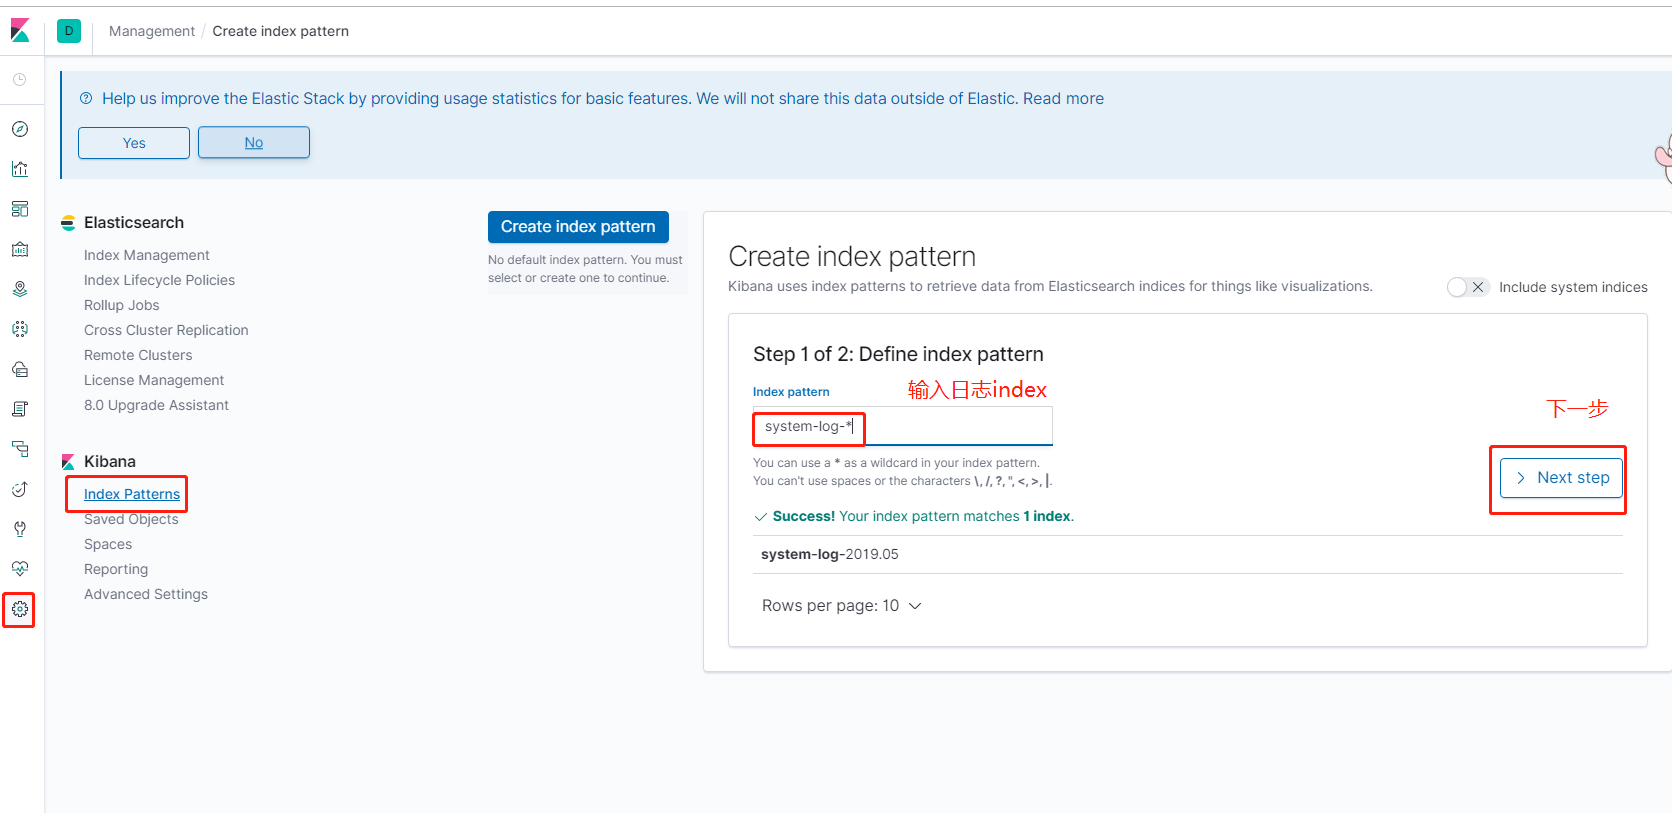 D Management / Create index pattern
Help us improve the Elastic Stack by providing usage statistics for basic features. We will not share this data outside of Elastic. Read more
Yes No
Elasticsearch
Index Management
Index Lifecycle Policies
Rollup Jobs
Cross Cluster Replication
Remote Clusters
License Management
8.0 Upgrade Assistant
Kibana
Index Patterns
Saved Objects
Spaces
Reporting
Advanced Settings
Create index pattern
No default index pattern. You must
select or create one to continue.
Create index pattern
Kibana uses index patterns to retrieve data from Elasticsearch indices for things like visualizations.
Include system indices
Step 1 of 2: Define index pattern
Index pattern
输入日志index
system-log-*
You can use a * as a wildcard in your index pattern.
You can't use spaces or the characters \, /, ?, ", <, >, |.
下一步
Next step
Success! Your index pattern matches 1 index.
system-log-2019.05
Rows per page: 10